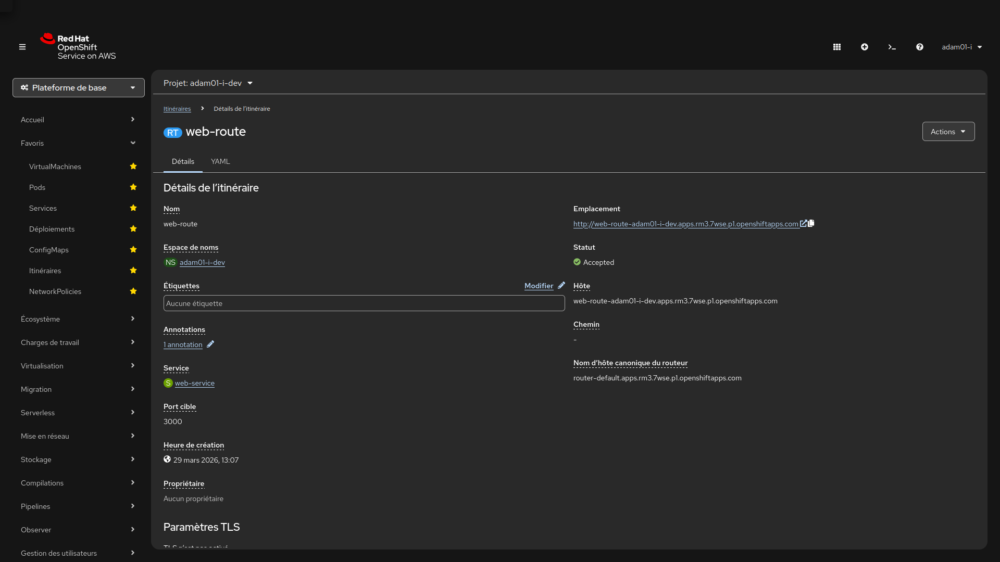 Red Hat
OpenShift
Service on AWS
adam01-i
Plateforme de base
Accueil
Favoris
VirtualMachines
Pods
Services
Déploiements
ConfigMaps
Itinéraires
NetworkPolicies
Écosystème
Charges de travail
Virtualisation
Migration
Serverless
Mise en réseau
Stockage
Compilations
Pipelines
Observer
Gestion des utilisateurs
Projet: adam01-i-dev
Itinéraires
Détails de l’itinéraire
RT web-route
Actions
Détails
YAML
Détails de l’itinéraire
Nom
web-route
Espace de noms
NS adam01-i-dev
Étiquettes
Modifier
Aucune étiquette
Annotations
1 annotation
Service
S web-service
Port cible
3000
Heure de création
29 mars 2026, 13:07
Propriétaire
Aucun propriétaire
Emplacement
http://web-route-adam01-i-dev.apps.rm3.7wse.p1.openshiftapps.com
Statut
Accepted
Hôte
web-route-adam01-i-dev.apps.rm3.7wse.p1.openshiftapps.com
Chemin
-
Nom d’hôte canonique du routeur
router-default.apps.rm3.7wse.p1.openshiftapps.com
Paramètres TLS
TLS n’est pas activé